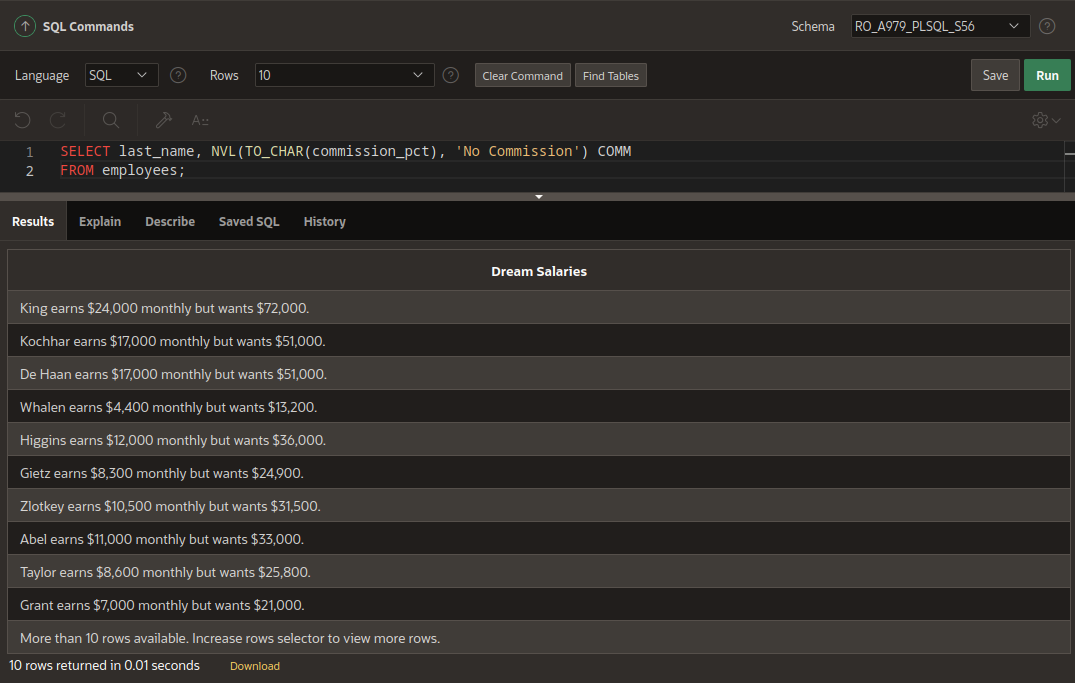 SQL Commands Schema RO_A979_PLSQL_S56 ?
Language SQL ? Rows 10 ? Clear Command Find Tables Save Run
A::
1 SELECT last_name, NVL(TO_CHAR(commission_pct), 'No Commission') COMM
2 FROM employees;
Results Explain Describe Saved SQL History
Dream Salaries
King earns $24,000 monthly but wants $72,000.
Kochhar earns $17,000 monthly but wants $51,000.
De Haan earns $17,000 monthly but wants $51,000.
Whalen earns $4,400 monthly but wants $13,200.
Higgins earns $12,000 monthly but wants $36,000.
Gietz earns $8,300 monthly but wants $24,900.
Zlotkey earns $10,500 monthly but wants $31,500.
Abel earns $11,000 monthly but wants $33,000.
Taylor earns $8,600 monthly but wants $25,800.
Grant earns $7,000 monthly but wants $21,000.
More than 10 rows available. Increase rows selector to view more rows.
10 rows returned in 0.01 seconds Download